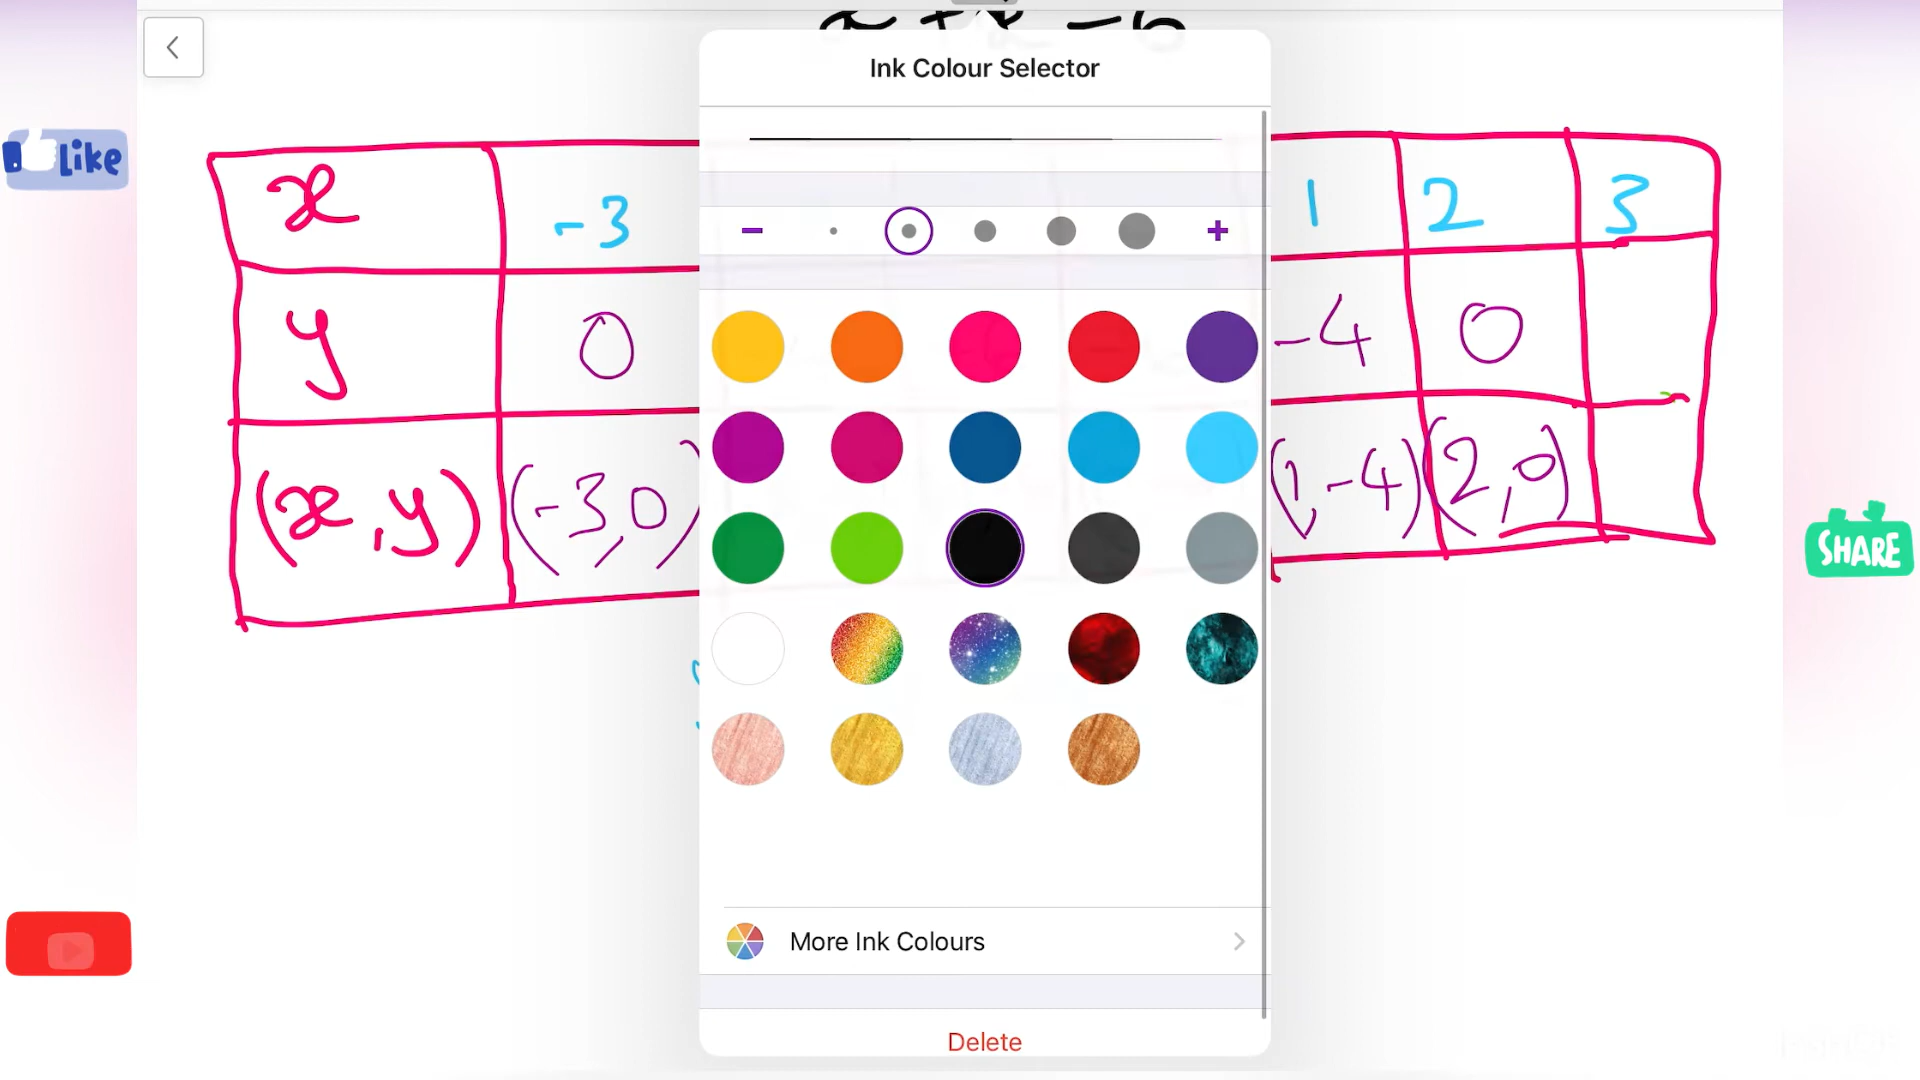 Ink Colour Selector
Like
x -3 1 2 3
y 0 -4 0
(x,y) (-3,0) (1,-4) (2,0)
SHARE
More Ink Colours
Delete